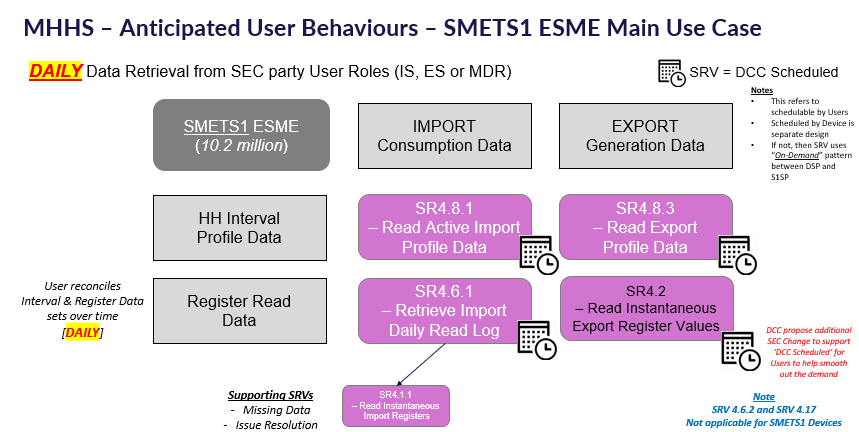 MHHS – Anticipated User Behaviours – SMETS1 ESME Main Use Case
DAILY Data Retrieval from SEC party User Roles (IS, ES or MDR)
SRV = DCC Scheduled
Notes
• This refers to
schedulable by Users
• Scheduled by Device is
separate design
• If not, then SRV uses
“On-Demand” pattern
between DSP and
S1SP
SMETS1 ESME
(10.2 million)
IMPORT
Consumption Data
EXPORT
Generation Data
HH Interval
Profile Data
SR4.8.1
– Read Active Import
Profile Data
SR4.8.3
– Read Export
Profile Data
User reconciles
Interval & Register Data
sets over time
[DAILY]
Register Read
Data
SR4.6.1
– Retrieve Import
Daily Read Log
SR4.2
– Read Instantaneous
Export Register Values
DCC propose additional
SEC Change to support
‘DCC Scheduled’ for
Users to help smooth
out the demand
Supporting SRVs
- Missing Data
- Issue Resolution
SR4.1.1
– Read Instantaneous
Import Registers
Note
SRV 4.6.2 and SRV 4.17
Not applicable for SMETS1 Devices